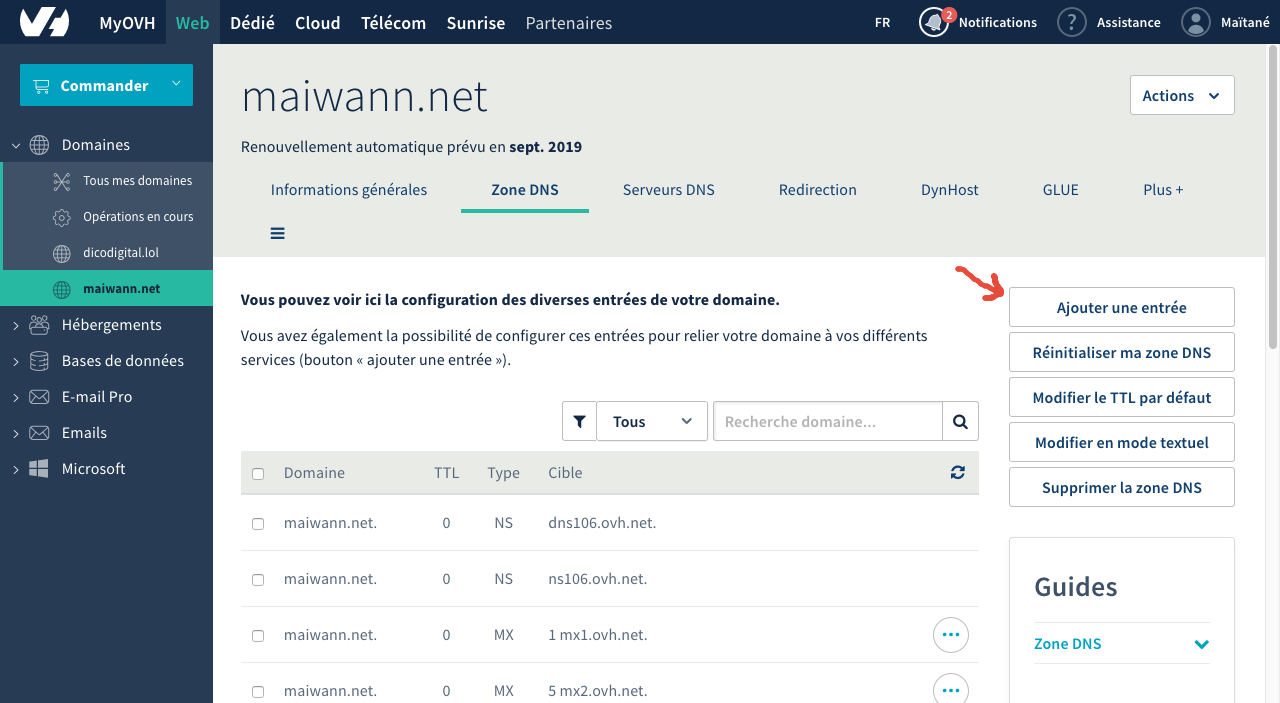 MyOVH Web Dédié Cloud Télécom Sunrise Partenaires FR 2 Notifications ? Assistance Maïtané
Commander
Domaines
Tous mes domaines
Opérations en cours
dicodigital.lol
maiwann.net
Hébergements
Bases de données
E-mail Pro
Emails
Microsoft
maiwann.net
Actions
Renouvellement automatique prévu en sept. 2019
Informations générales Zone DNS Serveurs DNS Redirection DynHost GLUE Plus +
Vous pouvez voir ici la configuration des diverses entrées de votre domaine.
Vous avez également la possibilité de configurer ces entrées pour relier votre domaine à vos différents
services (bouton « ajouter une entrée »).
Tous Recherche domaine...
Domaine TTL Type Cible
maiwann.net. 0 NS dns106.ovh.net.
maiwann.net. 0 NS ns106.ovh.net.
maiwann.net. 0 MX 1 mx1.ovh.net.
maiwann.net. 0 MX 5 mx2.ovh.net.
Ajouter une entrée
Réinitialiser ma zone DNS
Modifier le TTL par défaut
Modifier en mode textuel
Supprimer la zone DNS
Guides
Zone DNS